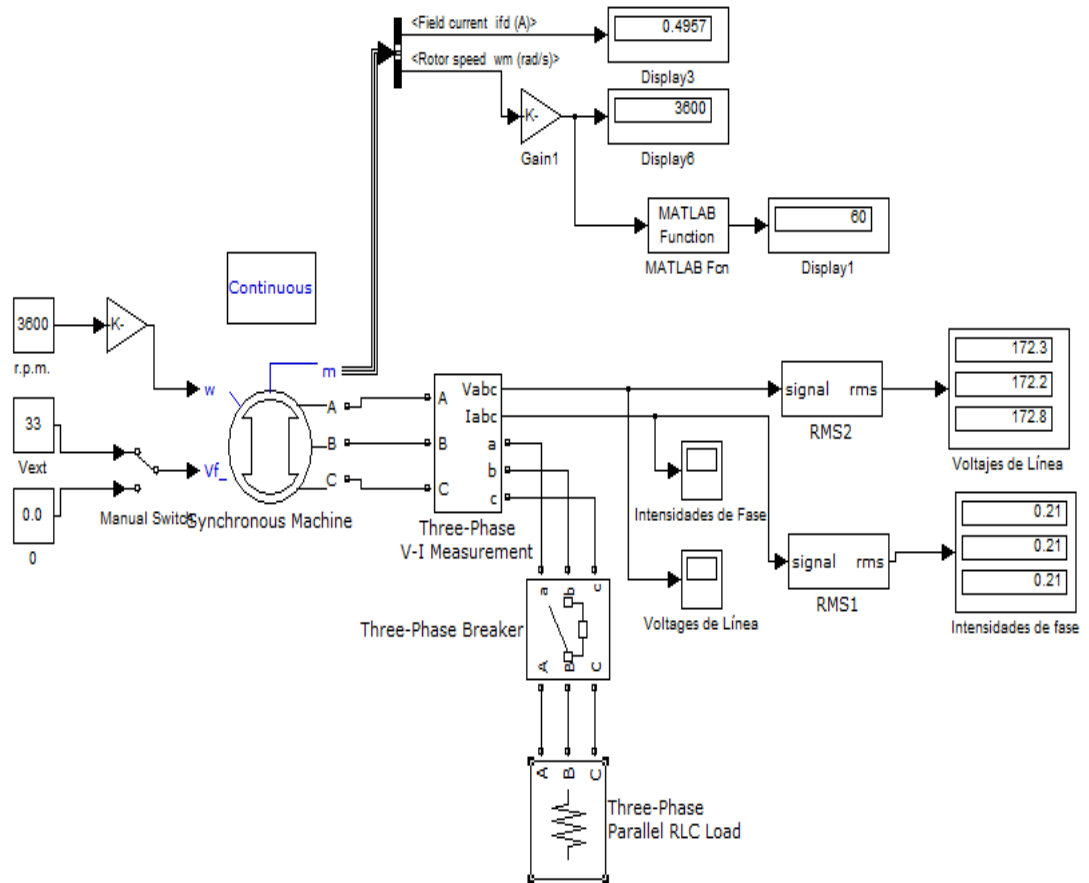 <Field current ifd (A)>
0.4957
Display3
<Rotor speed wm (rad/s)>
K-
Gain1
3600
Display6
MATLAB
Function
MATLAB Fcn
60
Display1
Continuous
3600
r.p.m.
K-
w
m
33
Vext
Vf_
0.0
0
Manual Switch
Synchronous Machine
A
B
C
A
B
C
Vabc
Iabc
a
b
c
Three-Phase
V-I Measurement
signal rms
RMS2
172.3
172.2
172.8
Voltajes de Línea
Intensidades de Fase
Voltages de Línea
signal rms
RMS1
0.21
0.21
0.21
Intensidades de fase
Three-Phase Breaker
a b c
A B C
A B C
Three-Phase
Parallel RLC Load